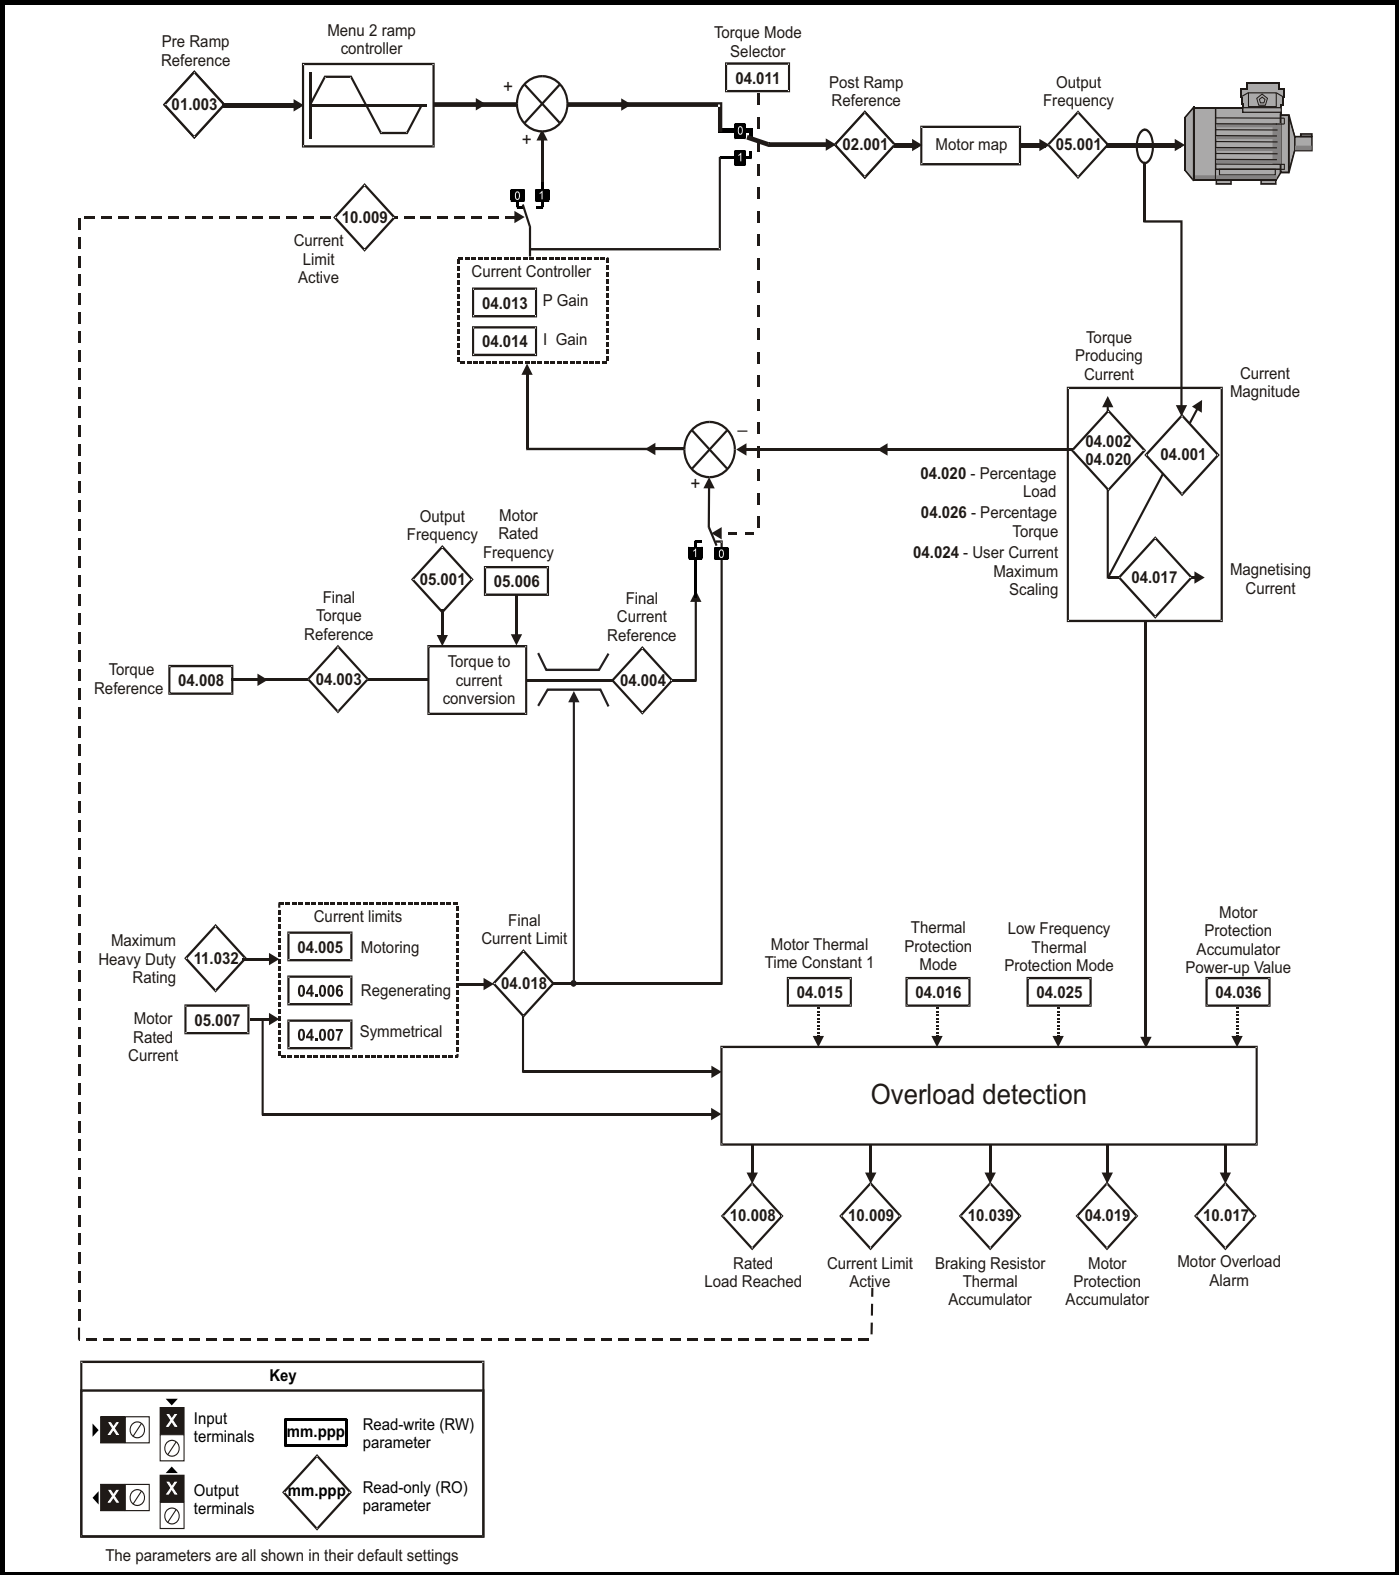 Pre Ramp
Reference
01.003
Menu 2 ramp
controller
+
+
Torque Mode
Selector
04.011
0
1
Post Ramp
Reference
02.001
Motor map
Output
Frequency
05.001
10.009
Current
Limit
Active
0
1
Current Controller
04.013
P Gain
04.014
I Gain
Torque
Producing
Current
Current
Magnitude
04.002
04.020
04.001
04.017
Magnetising
Current
04.020 - Percentage
Load
04.026 - Percentage
Torque
04.024 - User Current
Maximum
Scaling
–
+
1
0
Output
Frequency
05.001
Motor
Rated
Frequency
05.006
Final
Torque
Reference
Final
Current
Reference
Torque
Reference
04.008
04.003
Torque to
current
conversion
04.004
Maximum
Heavy Duty
Rating
11.032
Motor
Rated
Current
05.007
Current limits
04.005
Motoring
04.006
Regenerating
04.007
Symmetrical
Final
Current Limit
04.018
Motor Thermal
Time Constant 1
04.015
Thermal
Protection
Mode
04.016
Low Frequency
Thermal
Protection Mode
04.025
Motor
Protection
Accumulator
Power-up Value
04.036
Overload detection
10.008
10.009
10.039
04.019
10.017
Rated
Load Reached
Current Limit
Active
Braking Resistor
Thermal
Accumulator
Motor
Protection
Accumulator
Motor Overload
Alarm
Key
X
X
Input
terminals
mm.ppp
Read-write (RW)
parameter
X
X
Output
terminals
mm.ppp
Read-only (RO)
parameter
The parameters are all shown in their default settings